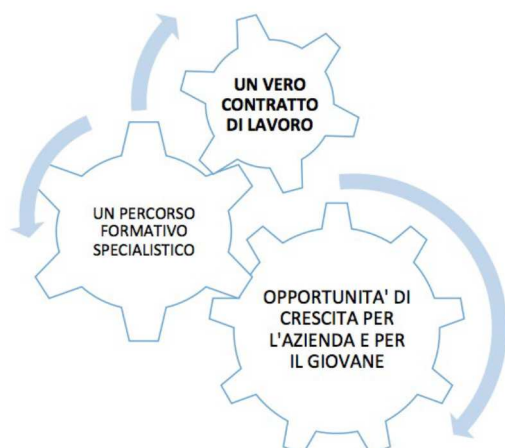 UN VERO
CONTRATTO
DI LAVORO
UN PERCORSO
FORMATIVO
SPECIALISTICO
OPPORTUNITA' DI
CRESCITA PER
L'AZIENDA E PER
IL GIOVANE